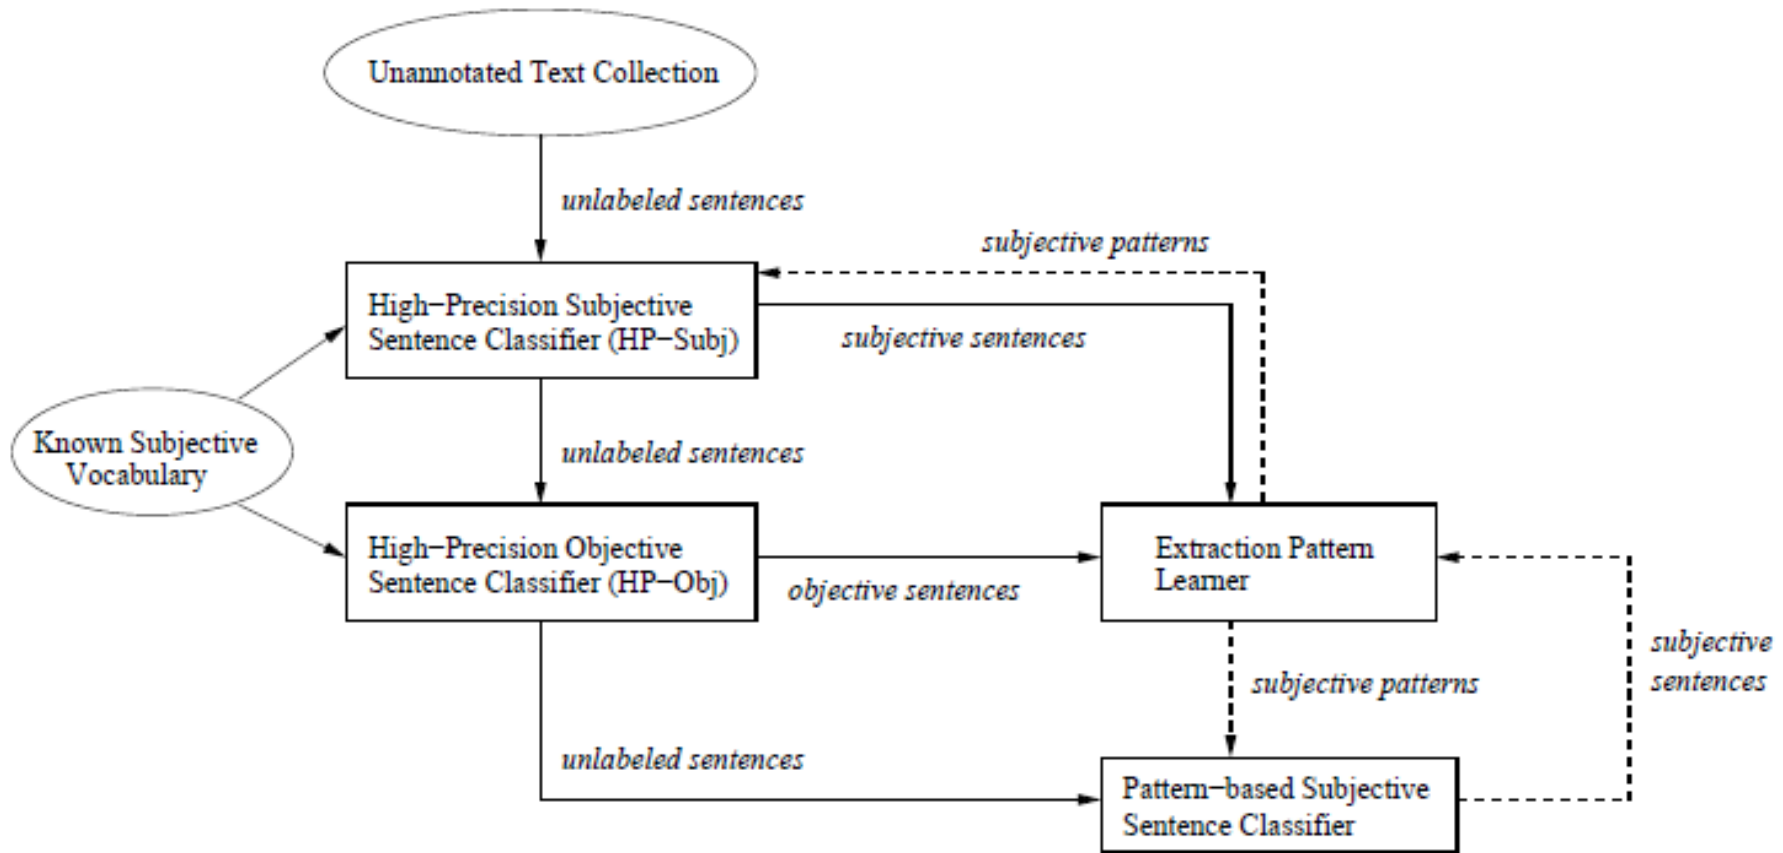 Unannotated Text Collection
unlabeled sentences
subjective patterns
High−Precision Subjective
Sentence Classifier (HP−Subj)
subjective sentences
Known Subjective
Vocabulary
unlabeled sentences
High−Precision Objective
Sentence Classifier (HP−Obj)
objective sentences
Extraction Pattern
Learner
subjective patterns
subjective
sentences
unlabeled sentences
Pattern−based Subjective
Sentence Classifier